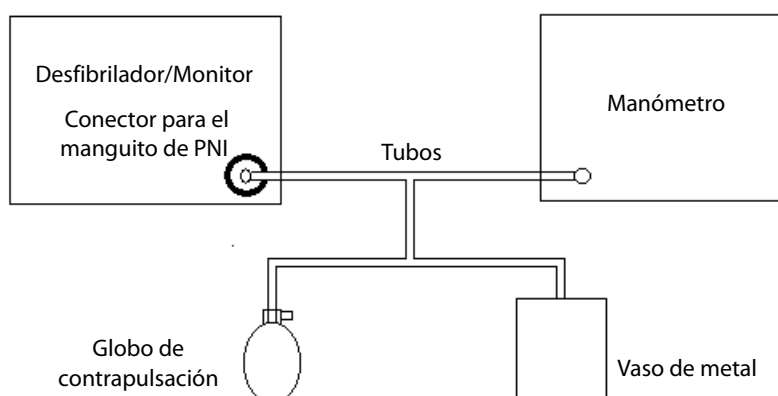 Desfibrilador/Monitor
Conector para el
manguito de PNI
Tubos
Manómetro
Globo de
contrapulsación
Vaso de metal